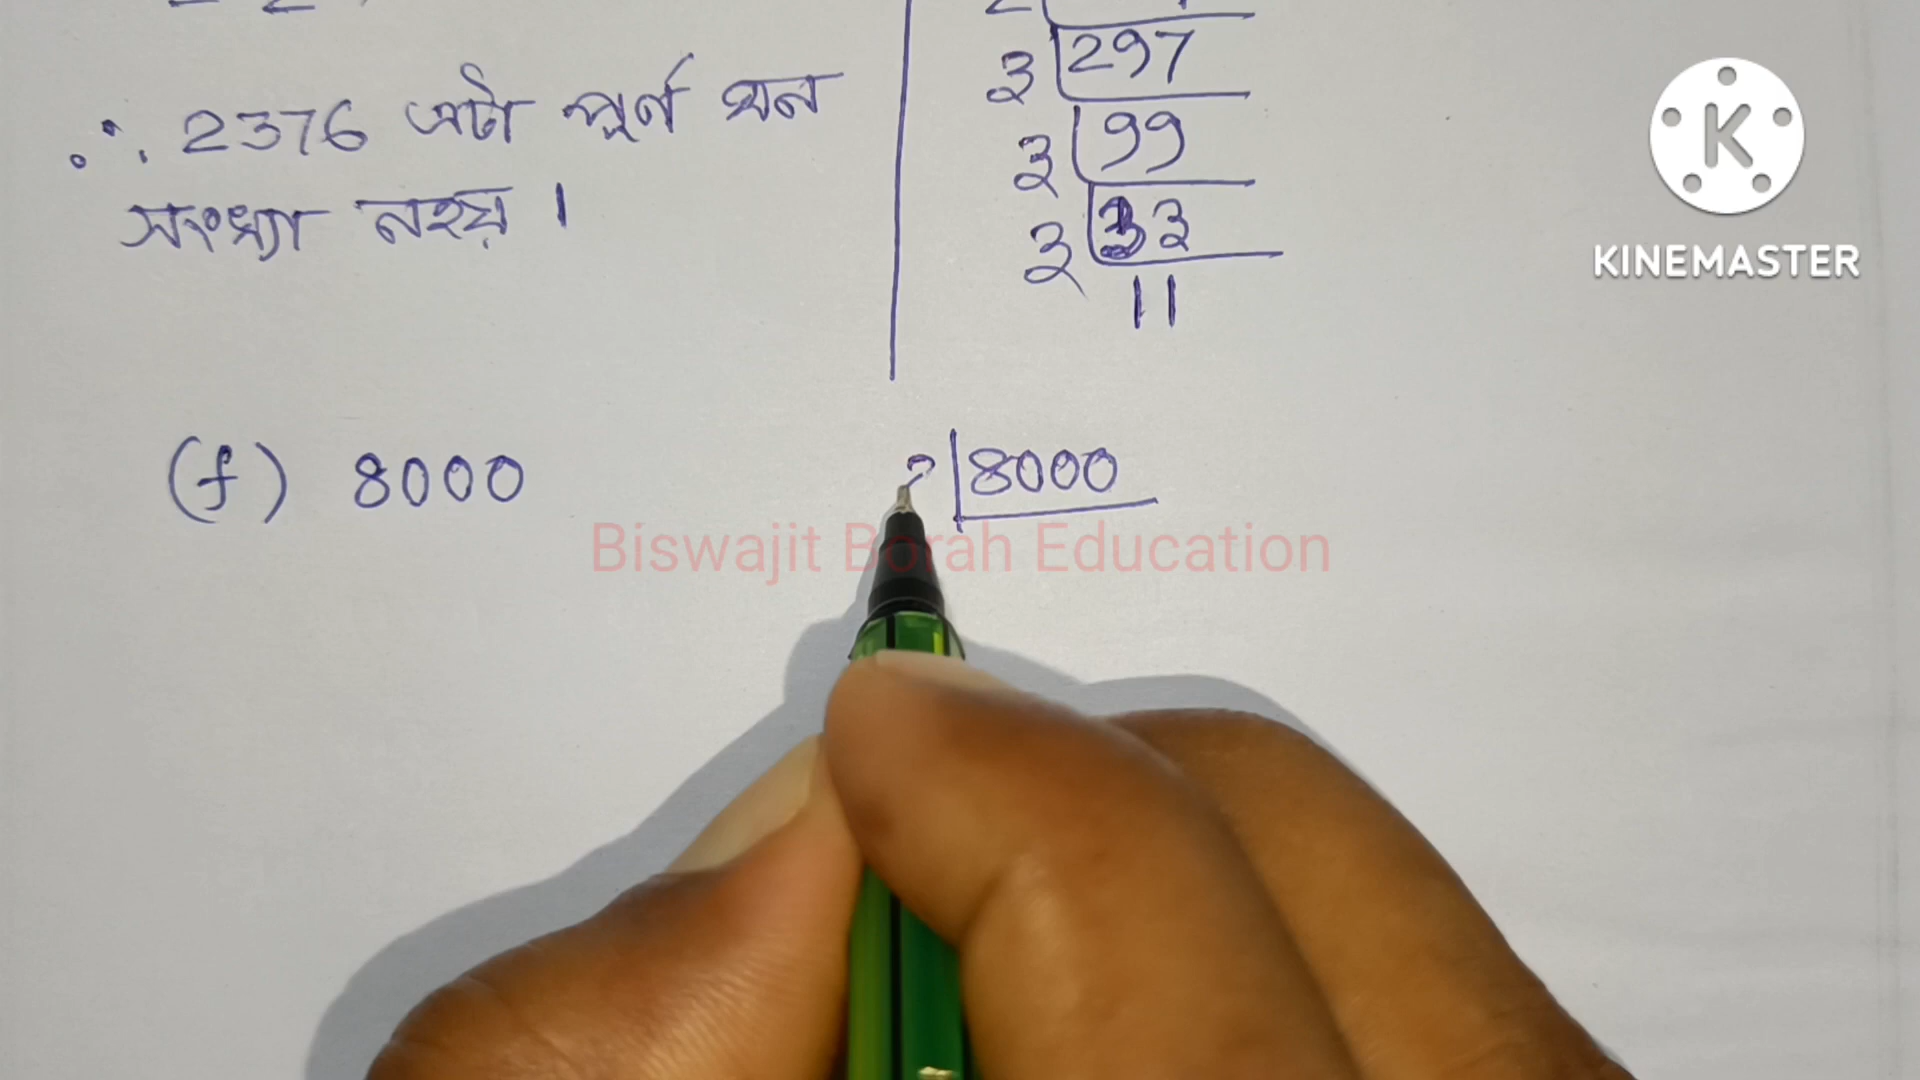 ∴ 2376 এটা পূৰ্ণ ঘন
সংখ্যা নহয় ।
3 297
3 99
3 33
11
KINEMASTER
(f) 8000
2 8000
Biswajit Borah Education